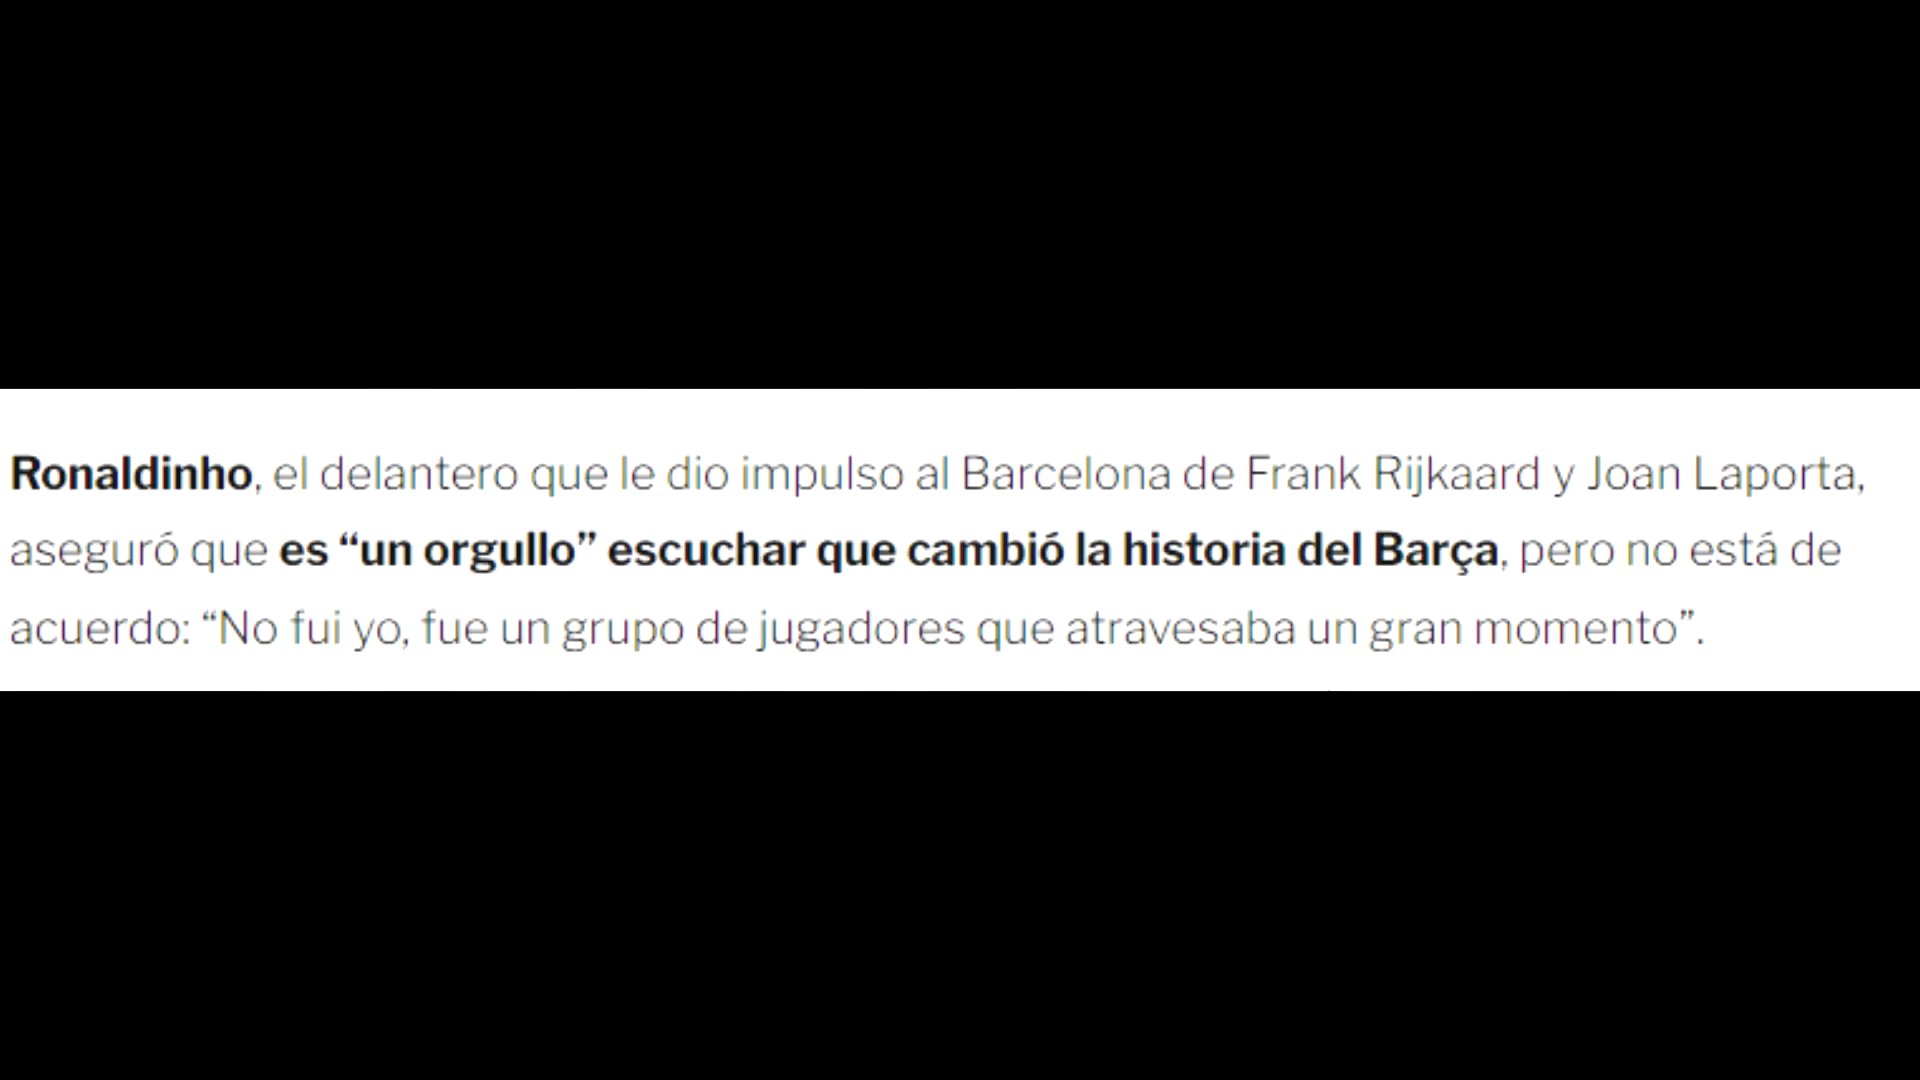 Ronaldinho, el delantero que le dio impulso al Barcelona de Frank Rijkaard y Joan Laporta,
aseguró que es “un orgullo” escuchar que cambió la historia del Barça, pero no está de
acuerdo: “No fui yo, fue un grupo de jugadores que atravesaba un gran momento”.